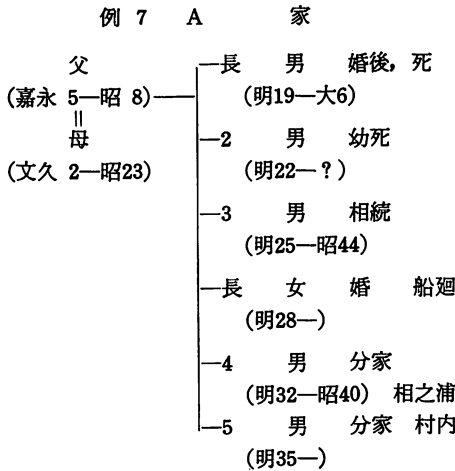 例 7 A 家
父
(嘉永 5—昭 8)
母
(文久 2—昭23)
長 男 婚後，死
(明19—大6)
2 男 幼死
(明22—？)
3 男 相続
(明25—昭44)
長 女 婚 船廻
(明28—)
4 男 分家
(明32—昭40) 相之浦
5 男 分家 村内
(明35—)